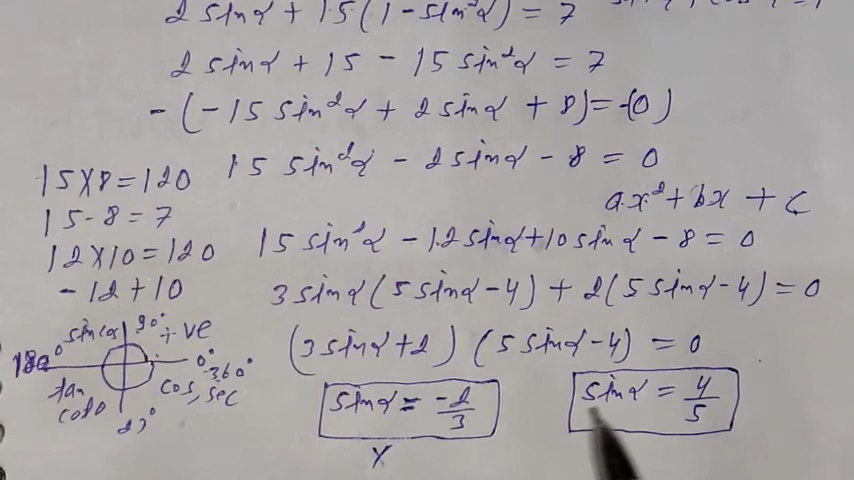 2 sinα + 15(1 - sin²α) = 7
2 sinα + 15 - 15 sin²α = 7
-(-15 sin²α + 2 sinα + 8) = -(0)
15 sin²α - 2 sinα - 8 = 0
ax² + bx + c
15 sin²α - 12 sinα + 10 sinα - 8 = 0
3 sinα (5 sinα - 4) + 2 (5 sinα - 4) = 0
(3 sinα + 2) (5 sinα - 4) = 0
sinα = -2/3
sinα = 4/5
X
15 X 8 = 120
15 - 8 = 7
12 X 10 = 120
- 12 + 10
sin cos 90° +ve
180° 0° 360°
tan cos, sec